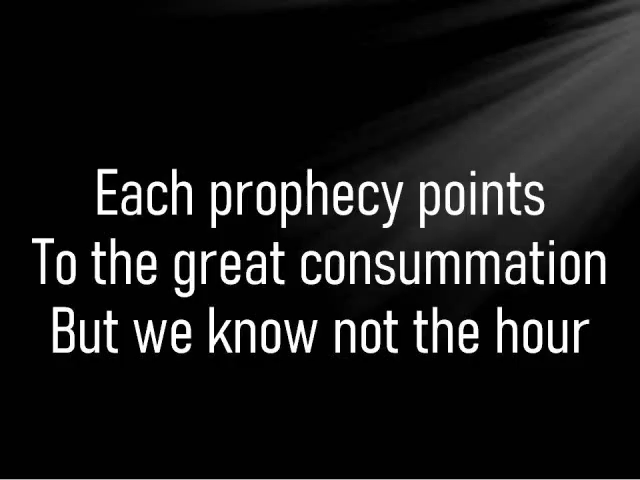 Each prophecy points
To the great consummation
But we know not the hour